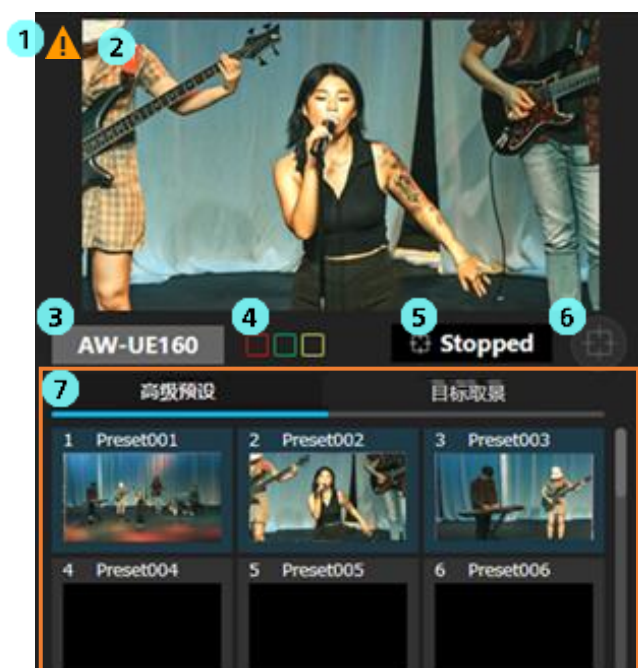 1
2
3
4
5
6
AW-UE160
Stopped
7
高级预设
目标取景
1 Preset001
2 Preset002
3 Preset003
4 Preset004
5 Preset005
6 Preset006